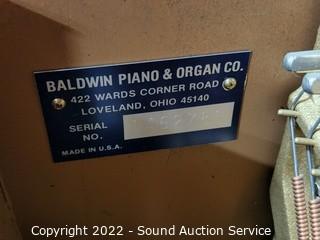 BALDWIN PIANO & ORGAN CO.
422 WARDS CORNER ROAD
LOVELAND, OHIO 45140
SERIAL
NO.
MADE IN U.S.A.
Copyright 2022 - Sound Auction Service